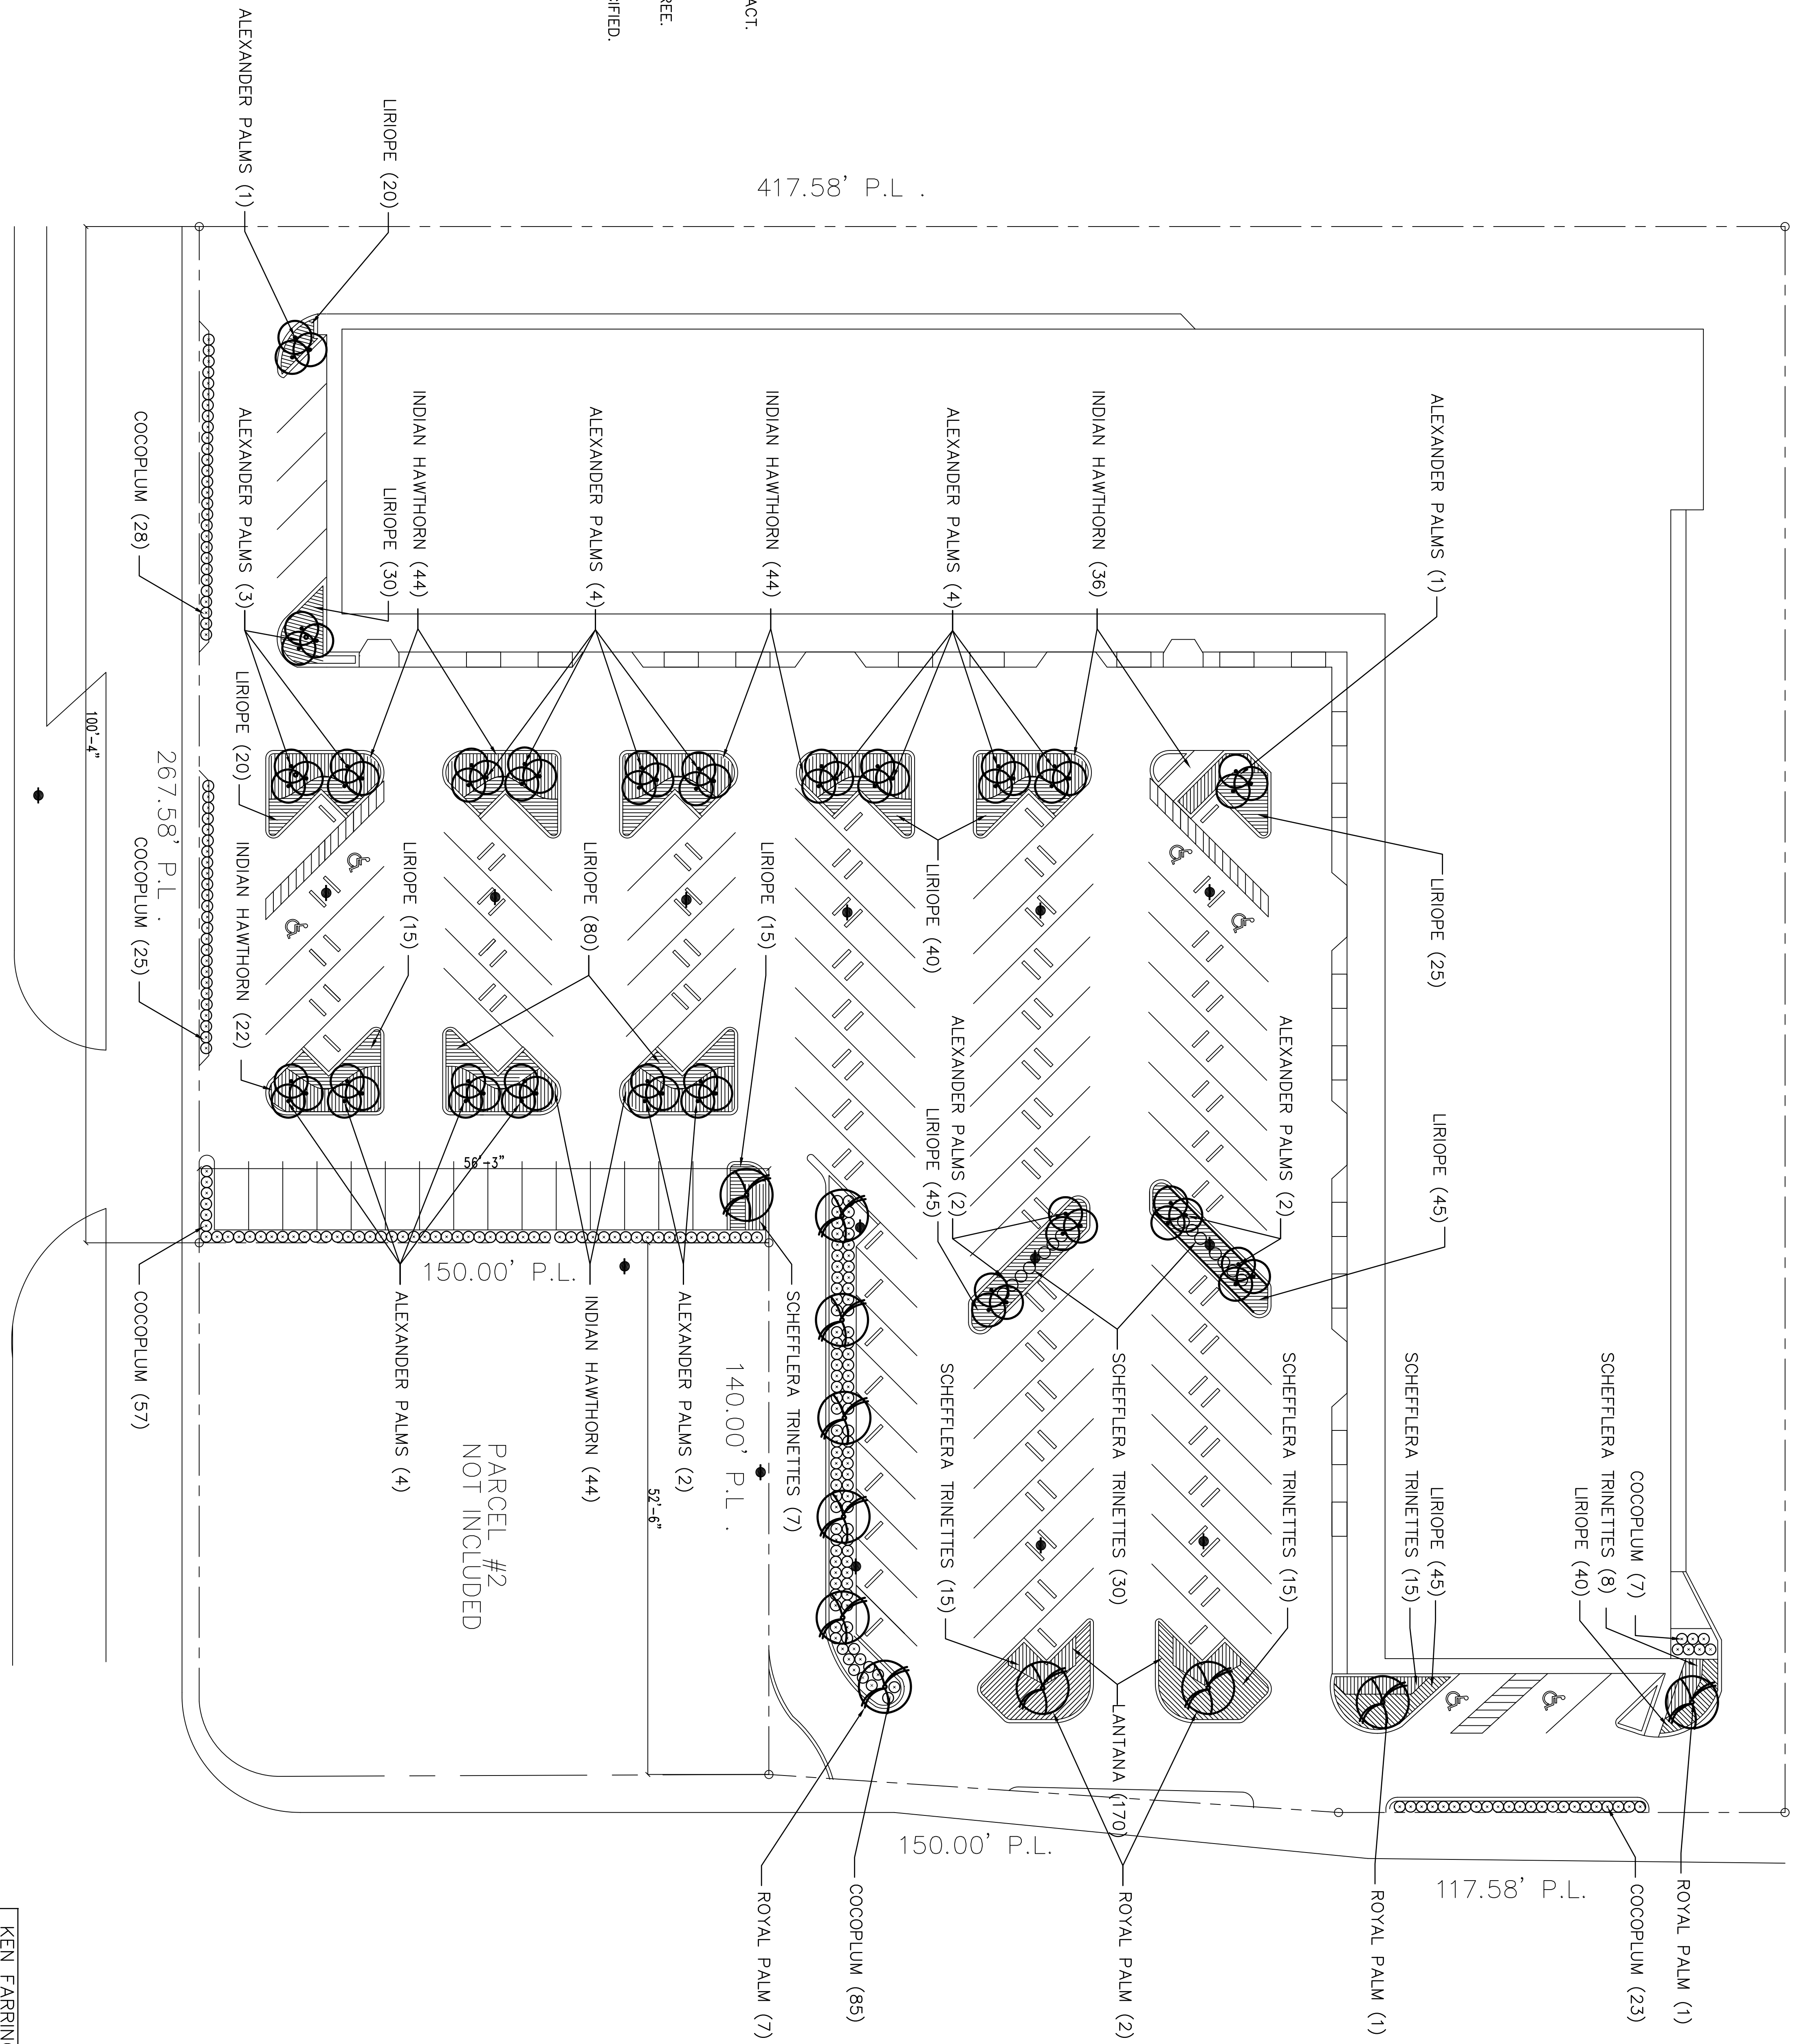 ACT.
REE.
IFIED.
ALEXANDER PALMS (1)
LIRIOPE (20)
417.58' P.L .
COCOPLUM (28)
ALEXANDER PALMS (3)
LIRIOPE (30)
INDIAN HAWTHORN (44)
ALEXANDER PALMS (4)
INDIAN HAWTHORN (44)
ALEXANDER PALMS (4)
INDIAN HAWTHORN (36)
ALEXANDER PALMS (1)
100'-4"
267.58' P.L .
COCOPLUM (25)
LIRIOPE (20)
INDIAN HAWTHORN (22)
LIRIOPE (15)
LIRIOPE (80)
LIRIOPE (15)
LIRIOPE (40)
LIRIOPE (25)
ALEXANDER PALMS (2)
LIRIOPE (45)
ALEXANDER PALMS (2)
LIRIOPE (45)
56'-3"
150.00' P.L.
COCOPLUM (57)
ALEXANDER PALMS (4)
INDIAN HAWTHORN (44)
ALEXANDER PALMS (2)
140.00' P.L .
SCHEFFLERA TRINETTES (7)
PARCEL #2
NOT INCLUDED
52'-6"
SCHEFFLERA TRINETTES (15)
SCHEFFLERA TRINETTES (30)
SCHEFFLERA TRINETTES (15)
SCHEFFLERA TRINETTES (15)
LIRIOPE (45)
COCOPLUM (7)
SCHEFFLERA TRINETTES (8)
LIRIOPE (40)
LANTANA (170)
150.00' P.L.
117.58' P.L.
ROYAL PALM (7)
COCOPLUM (85)
ROYAL PALM (2)
ROYAL PALM (1)
COCOPLUM (23)
ROYAL PALM (1)
KEN FARRING